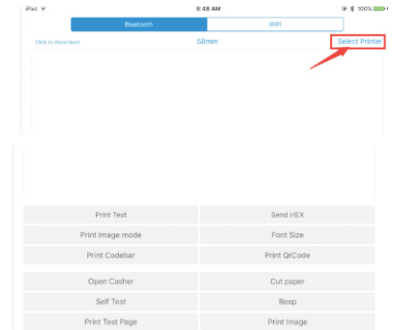 iPad
8:48 AM
100%
Bluetooth
WIFI
Click to disconnect
58mm
Select Printer
Print Text
Send HEX
Print Image mode
Font Size
Print Codebar
Print QrCode
Open Casher
Cut paper
Self Test
Beep
Print Test Page
Print Image